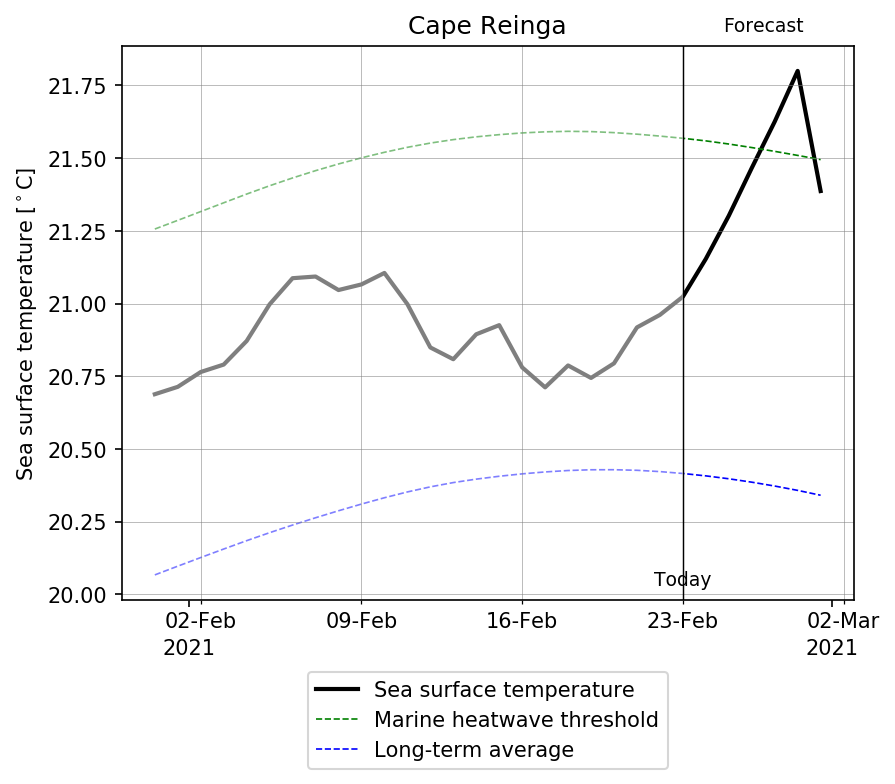 Cape Reinga
Forecast
21.75
21.50
21.25
21.00
20.75
20.50
20.25
20.00
Sea surface temperature [°C]
Today
02-Feb
09-Feb
16-Feb
23-Feb
02-Mar
2021
2021
Sea surface temperature
Marine heatwave threshold
Long-term average